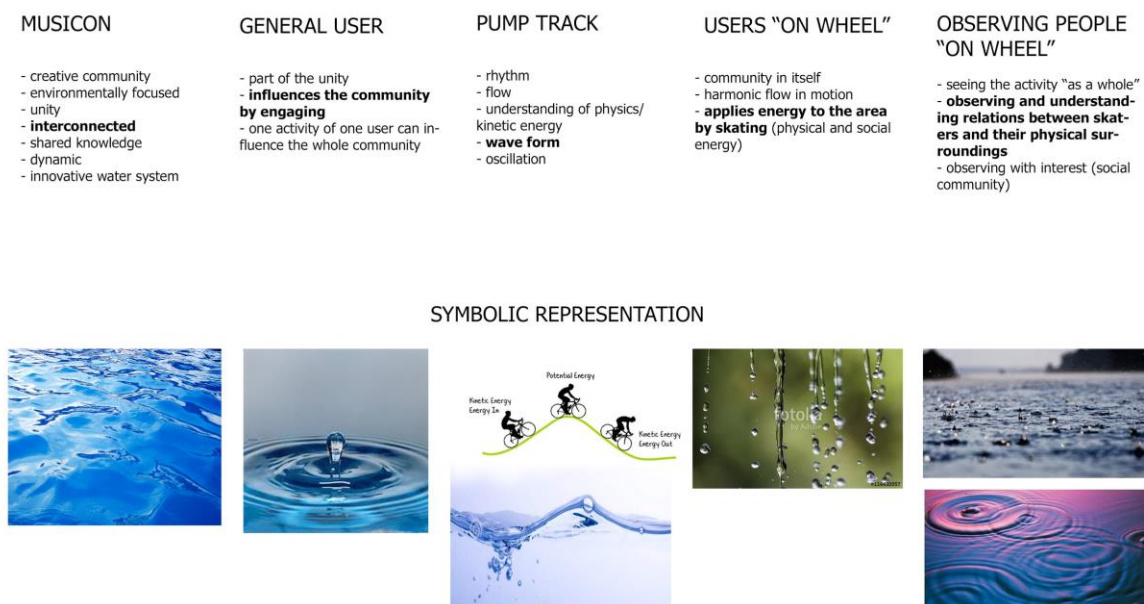 MUSICON
- creative community
- environmentally focused
- unity
- interconnected
- shared knowledge
- dynamic
- innovative water system
GENERAL USER
- part of the unity
- influences the community
by engaging
- one activity of one user can in-
fluence the whole community
PUMP TRACK
- rhythm
- flow
- understanding of physics/
kinetic energy
- wave form
- oscillation
USERS “ON WHEEL”
- community in itself
- harmonic flow in motion
- applies energy to the area
by skating (physical and social
energy)
OBSERVING PEOPLE
“ON WHEEL”
- seeing the activity “as a whole”
- observing and understand-
ing relations between skat-
ers and their physical sur-
roundings
- observing with interest (social
community)
SYMBOLIC REPRESENTATION
Potential Energy
Kinetic Energy
Energy In
Kinetic Energy
Energy Out
fotolia
by Adobe